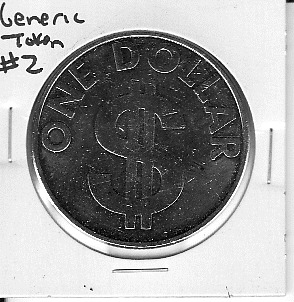 Generic
Token
#2
ONE DOLLAR
$